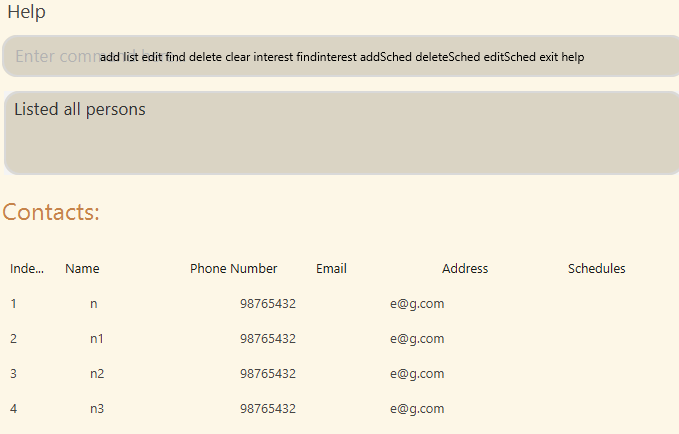 Help
Enter comm
add list edit find delete clear interest findinterest addSched deleteSched editSched exit help
Listed all persons
Contacts:
Inde... Name Phone Number Email Address Schedules
1 n 98765432 e@g.com
2 n1 98765432 e@g.com
3 n2 98765432 e@g.com
4 n3 98765432 e@g.com